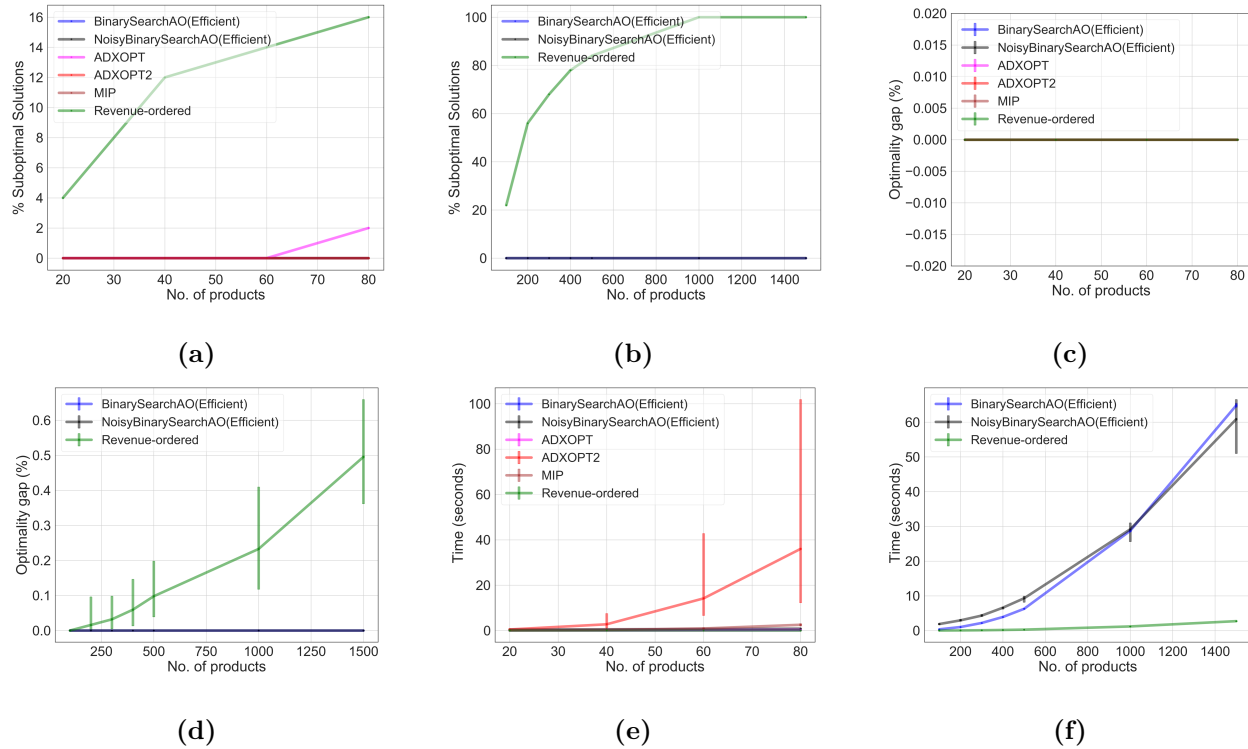 BinarySearchAO(Efficient)
NoisyBinarySearchAO(Efficient)
ADXOPT
ADXOPT2
MIP
Revenue-ordered
% Suboptimal Solutions
16
14
12
10
8
6
4
2
0
20 30 40 50 60 70 80
No. of products
(a)
BinarySearchAO(Efficient)
NoisyBinarySearchAO(Efficient)
Revenue-ordered
% Suboptimal Solutions
100
80
60
40
20
0
200 400 600 800 1000 1200 1400
No. of products
(b)
BinarySearchAO(Efficient)
NoisyBinarySearchAO(Efficient)
ADXOPT
ADXOPT2
MIP
Revenue-ordered
Optimality gap (%)
0.020
0.015
0.010
0.005
0.000
−0.005
−0.010
−0.015
−0.020
20 30 40 50 60 70 80
No. of products
(c)
BinarySearchAO(Efficient)
NoisyBinarySearchAO(Efficient)
Revenue-ordered
Optimality gap (%)
0.6
0.5
0.4
0.3
0.2
0.1
0.0
250 500 750 1000 1250 1500
No. of products
(d)
BinarySearchAO(Efficient)
NoisyBinarySearchAO(Efficient)
ADXOPT
ADXOPT2
MIP
Revenue-ordered
Time (seconds)
100
80
60
40
20
0
20 30 40 50 60 70 80
No. of products
(e)
BinarySearchAO(Efficient)
NoisyBinarySearchAO(Efficient)
Revenue-ordered
Time (seconds)
60
50
40
30
20
10
0
200 400 600 800 1000 1200 1400
No. of products
(f)